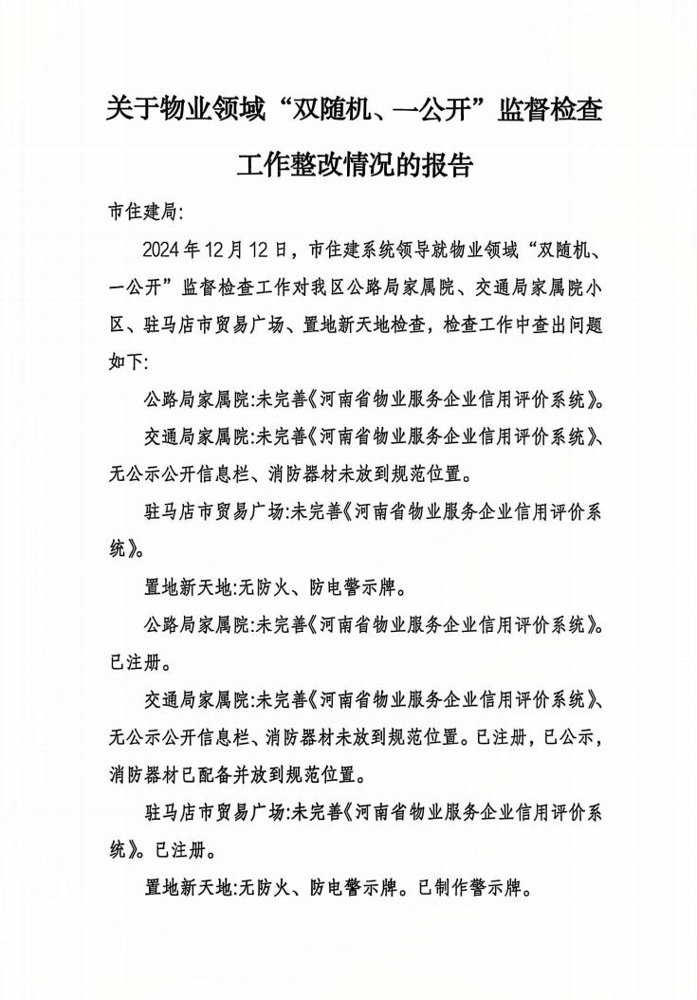 关于物业领域“双随机、一公开”监督检查
工作整改情况的报告
市住建局：
2024年12月12日，市住建系统领导就物业领域“双随机、
一公开”监督检查工作对我区公路局家属院、交通局家属院小
区、驻马店市贸易广场、置地新天地检查，检查工作中查出问题
如下：
公路局家属院:未完善《河南省物业服务企业信用评价系统》。
交通局家属院:未完善《河南省物业服务企业信用评价系统》、
无公示公开信息栏、消防器材未放到规范位置。
驻马店市贸易广场:未完善《河南省物业服务企业信用评价系
统》。
置地新天地:无防火、防电警示牌。
公路局家属院:未完善《河南省物业服务企业信用评价系统》。
已注册。
交通局家属院:未完善《河南省物业服务企业信用评价系统》、
无公示公开信息栏、消防器材未放到规范位置。已注册，已公示，
消防器材已配备并放到规范位置。
驻马店市贸易广场:未完善《河南省物业服务企业信用评价系
统》。已注册。
置地新天地:无防火、防电警示牌。已制作警示牌。